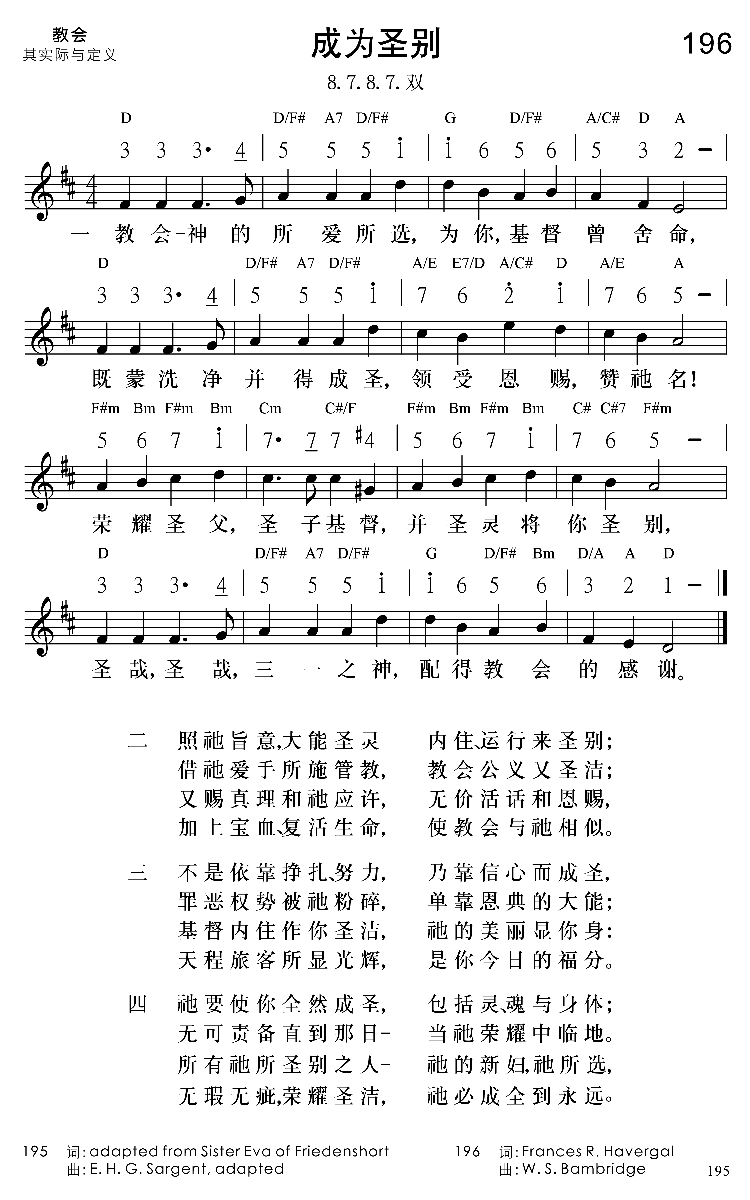 教会
其实际与定义
成为圣别
196
8.7.8.7.双
D D/F# A7 D/F# G D/F# A/C# D A
3 3 3· 4 | 5 5 5 i | i 6 5 6 | 5 3 2 –
4
4
一 教会-神的所爱所选,为你,基督曾舍命,
D D/F# A7 D/F# A/E E7/D A/C# D A/E A
3 3 3· 4 | 5 5 5 i | 7 6 2̇ i | 7 6 5 – |
既蒙洗净并得成圣,领受恩赐,赞祂名!
F#m Bm F#m Bm Cm C#/F F#m Bm F#m Bm C# C#7 F#m
5 6 7 i | 7· 7 7 #4 | 5 6 7 i | 7 6 5 – |
荣耀圣父,圣子基督,并圣灵将你圣别,
D D/F# A7 D/F# G D/F# Bm D/A A D
3 3 3· 4 | 5 5 5 i | i 6 5 6 | 3 2 1 –
圣哉,圣哉,三一之神,配得教会的感谢。
二 照祂旨意,大能圣灵 内住、运行来圣别;
借祂爱手所施管教, 教会公义又圣洁;
又赐真理和祂应许, 无价活话和恩赐,
加上宝血、复活生命, 使教会与祂相似。
三 不是依靠挣扎、努力, 乃靠信心而成圣,
罪恶权势被祂粉碎, 单靠恩典的大能;
基督内住作你圣洁, 祂的美丽显你身:
天程旅客所显光辉, 是你今日的福分。
四 祂要使你全然成圣, 包括灵、魂与身体;
无可责备直到那日- 当祂荣耀中临地。
所有祂所圣别之人- 祂的新妇,祂所选,
无瑕无疵,荣耀圣洁, 祂必成全到永远。
195 词: adapted from Sister Eva of Friedenshort
曲: E. H. G. Sargent, adapted
196 词: Frances R. Havergal
曲: W. S. Bambridge
195